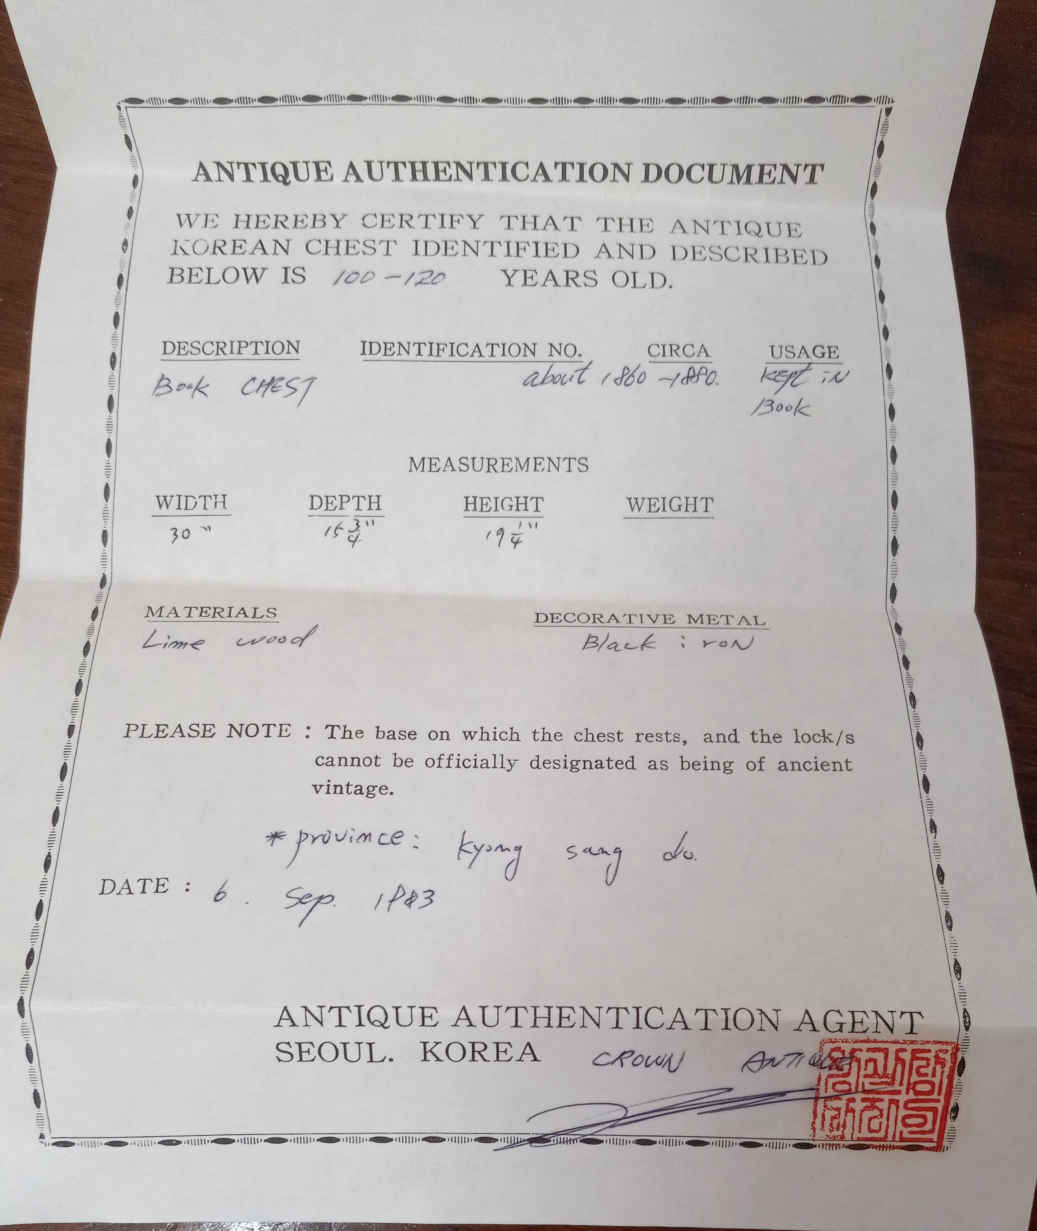 ANTIQUE AUTHENTICATION DOCUMENT
WE HEREBY CERTIFY THAT THE ANTIQUE
KOREAN CHEST IDENTIFIED AND DESCRIBED
BELOW IS 100-120 YEARS OLD.
DESCRIPTION IDENTIFICATION NO. CIRCA USAGE
Book CHEST about 1860-1880. kept in
Book
MEASUREMENTS
WIDTH DEPTH HEIGHT WEIGHT
30" 15 3/4" 19 1/4"
MATERIALS DECORATIVE METAL
Lime wood Black iron
PLEASE NOTE : The base on which the chest rests, and the lock/s
cannot be officially designated as being of ancient
vintage.
* province: kyong sang do.
DATE : 6. Sep. 1983
ANTIQUE AUTHENTICATION AGENT
SEOUL. KOREA CROWN ANTIQUES